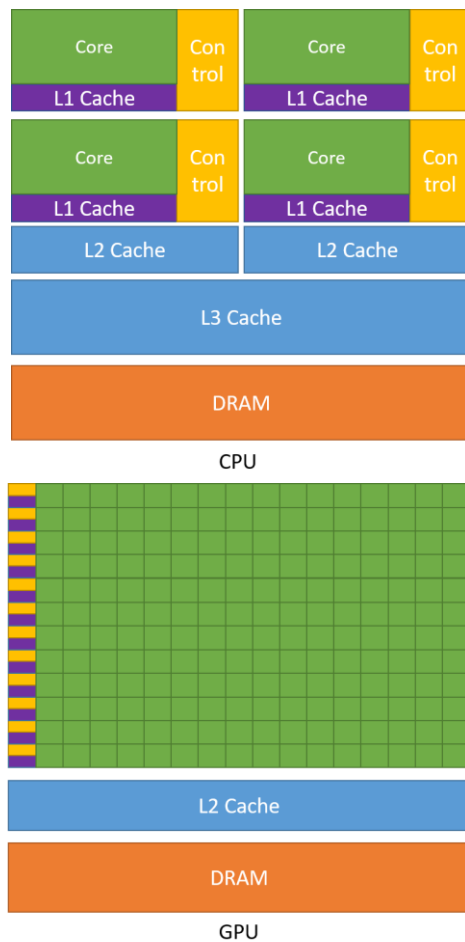 Core
Con
trol
L1 Cache
Core
Con
trol
L1 Cache
Core
Con
trol
L1 Cache
Core
Con
trol
L1 Cache
L2 Cache
L2 Cache
L3 Cache
DRAM
CPU
L2 Cache
DRAM
GPU